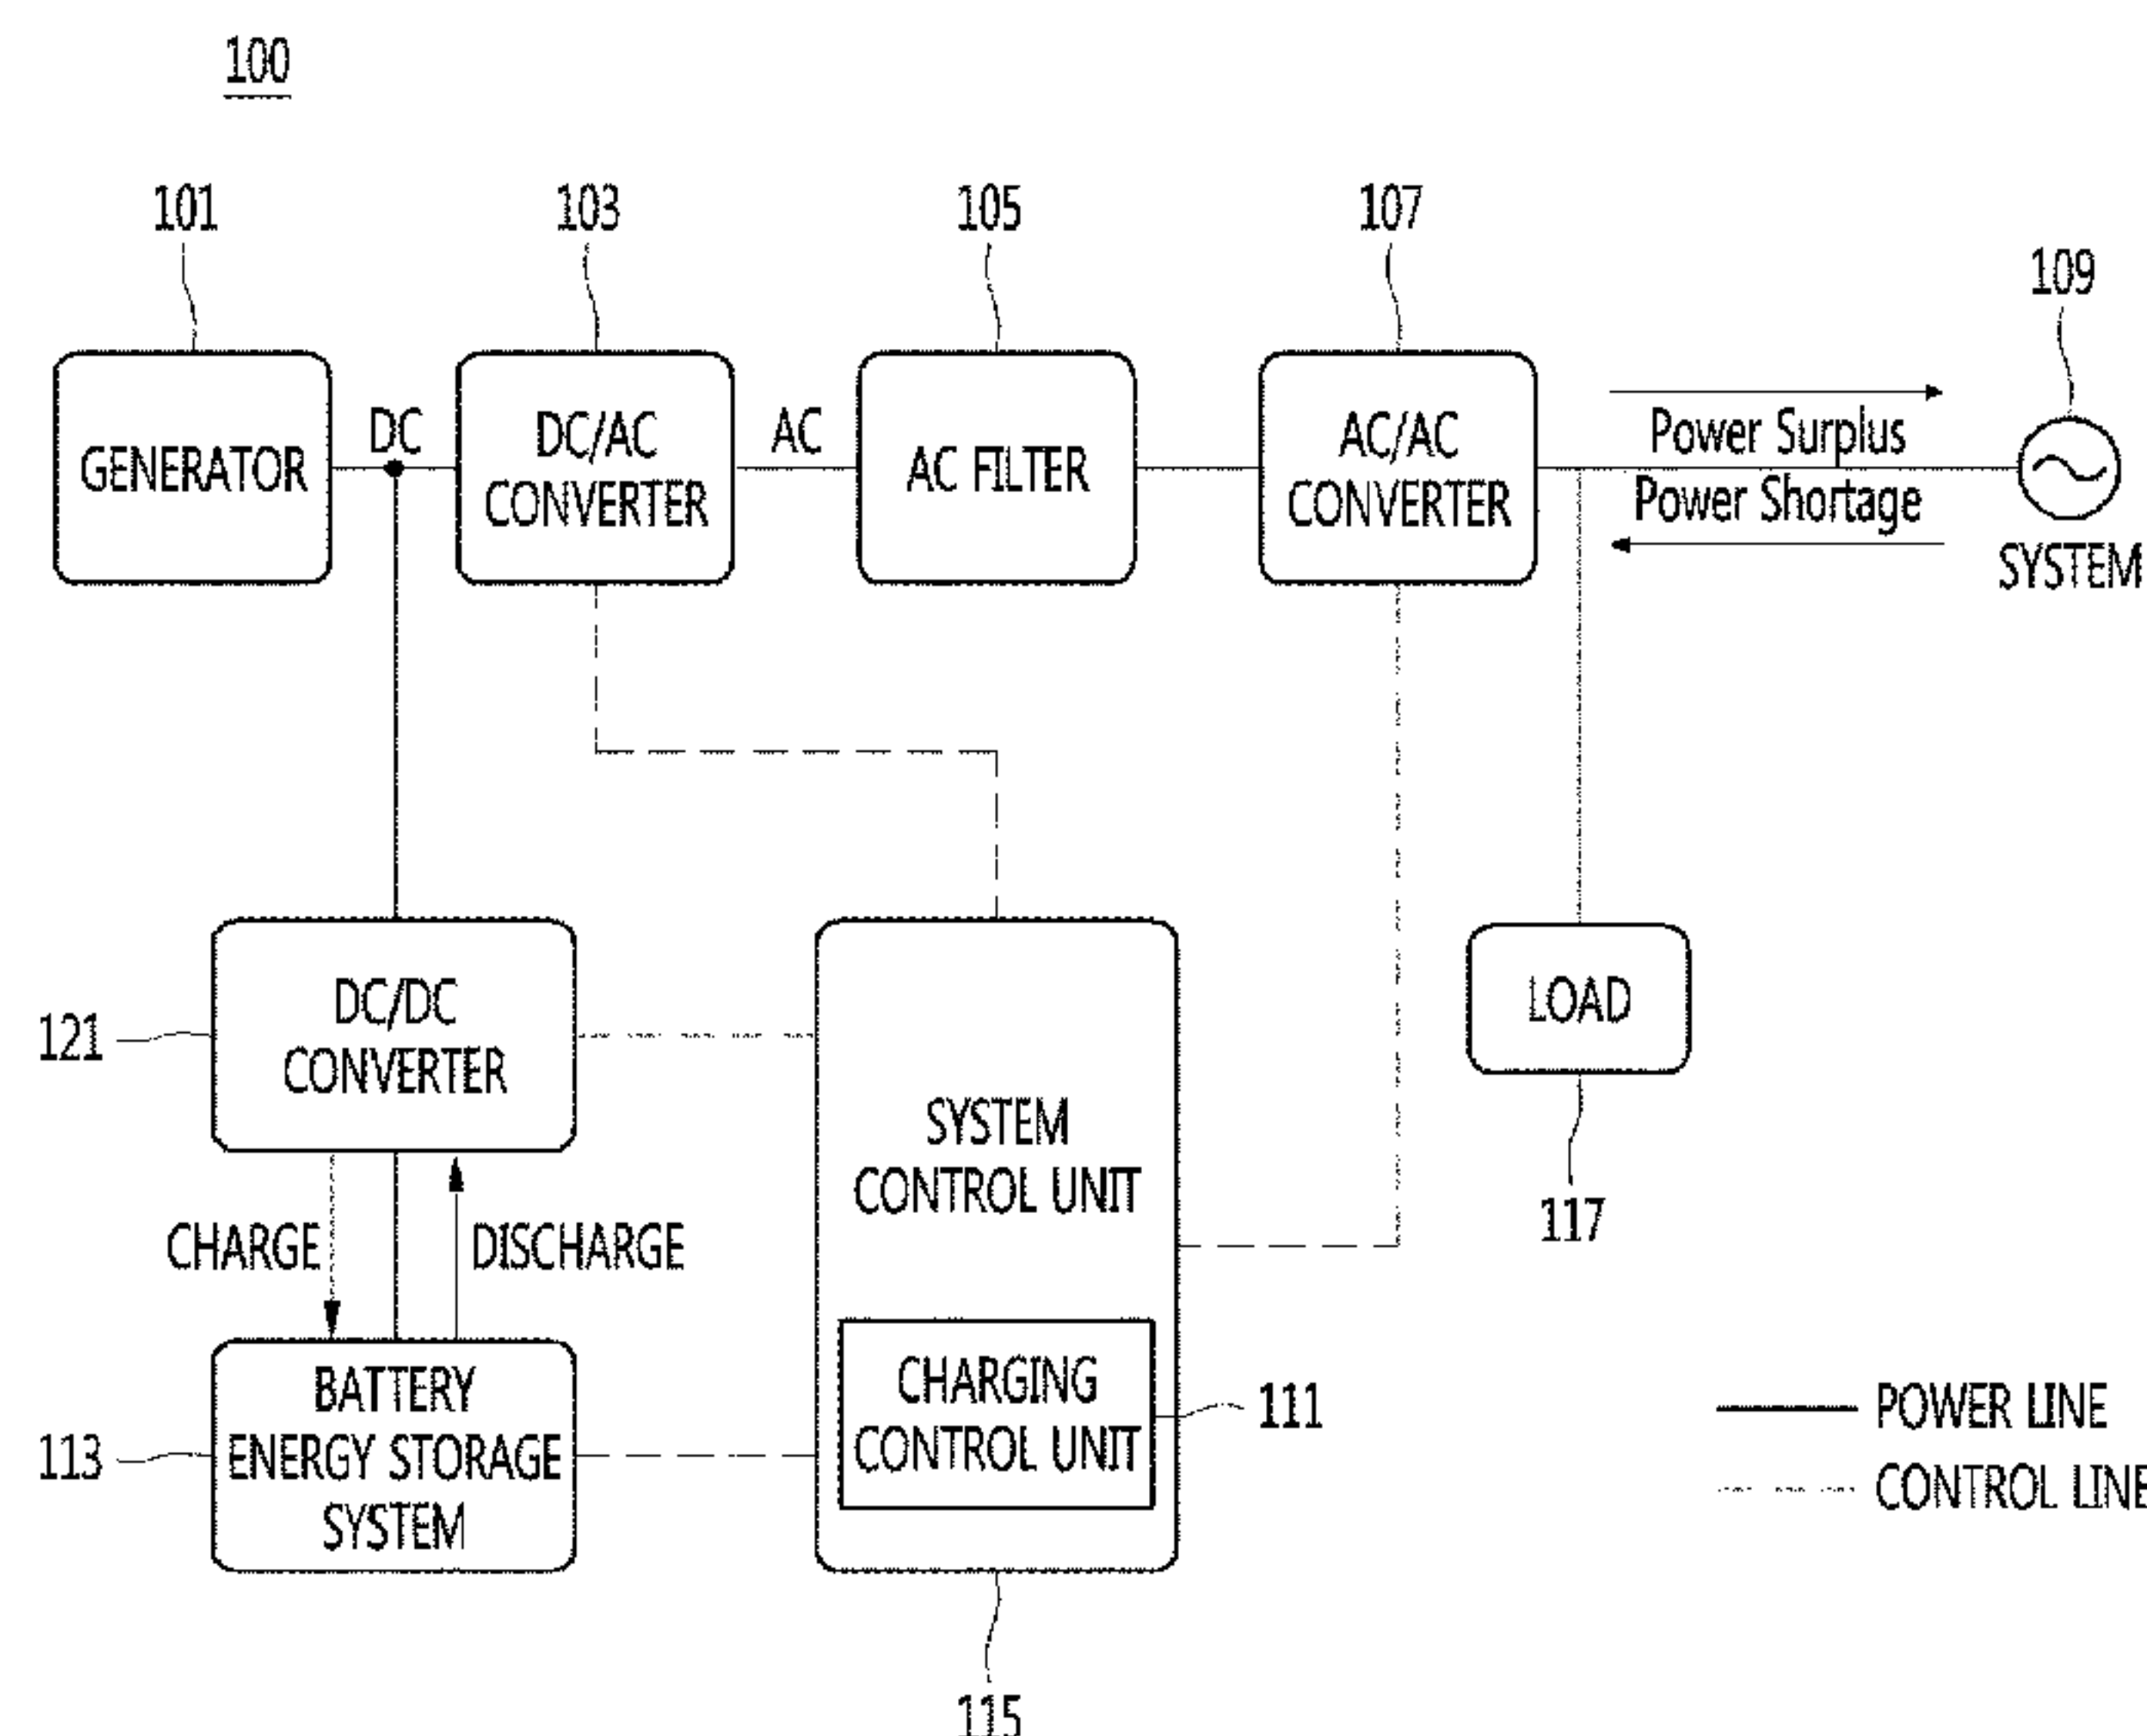 100
101
103
105
107
109
GENERATOR
DC
DC/AC
CONVERTER
AC
AC FILTER
AC/AC
CONVERTER
Power Surplus
Power Shortage
SYSTEM
121
DC/DC
CONVERTER
LOAD
117
CHARGE
DISCHARGE
SYSTEM
CONTROL UNIT
113
BATTERY
ENERGY STORAGE
SYSTEM
CHARGING
CONTROL UNIT
111
115
POWER LINE
CONTROL LINE